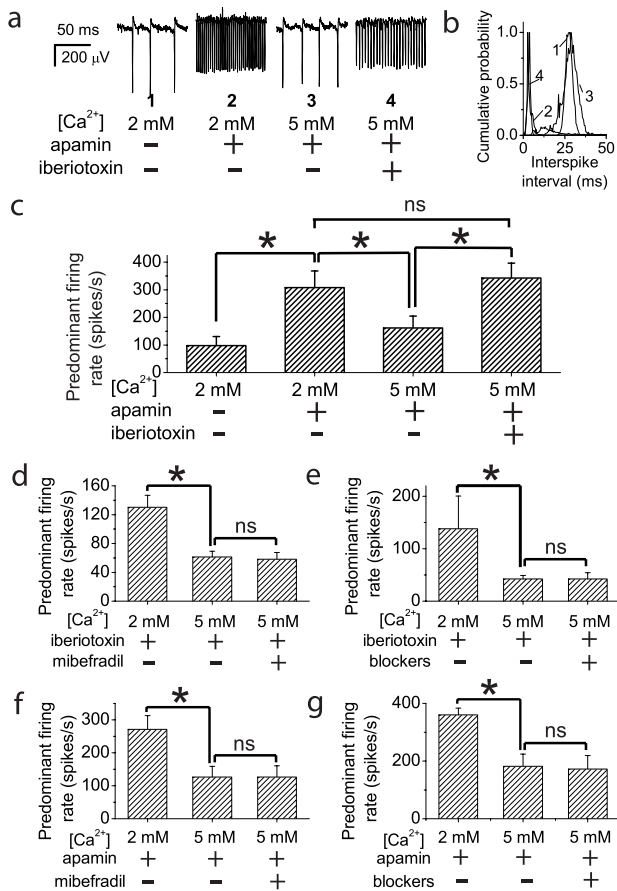 a
50 ms
200 μV
1 2 3 4
[Ca²⁺] 2 mM 2 mM 5 mM 5 mM
apamin − + + +
iberiotoxin − − − +
b
Cumulative probability
1.0
0.5
0.0
1
2
3
4
0 25 50
Interspike
interval (ms)
c
Predominant firing
rate (spikes/s)
400
300
200
100
0
* * * ns
[Ca²⁺] 2 mM 2 mM 5 mM 5 mM
apamin − + + +
iberiotoxin − − − +
d
Predominant firing
rate (spikes/s)
160
120
80
40
0
* ns
[Ca²⁺] 2 mM 5 mM 5 mM
iberiotoxin + + +
mibefradil − − +
e
Predominant firing
rate (spikes/s)
200
150
100
50
0
* ns
[Ca²⁺] 2 mM 5 mM 5 mM
iberiotoxin + + +
blockers − − +
f
Predominant firing
rate (spikes/s)
300
200
100
0
* ns
[Ca²⁺] 2 mM 5 mM 5 mM
apamin + + +
mibefradil − − +
g
Predominant firing
rate (spikes/s)
400
200
0
* ns
[Ca²⁺] 2 mM 5 mM 5 mM
apamin + + +
blockers − − +